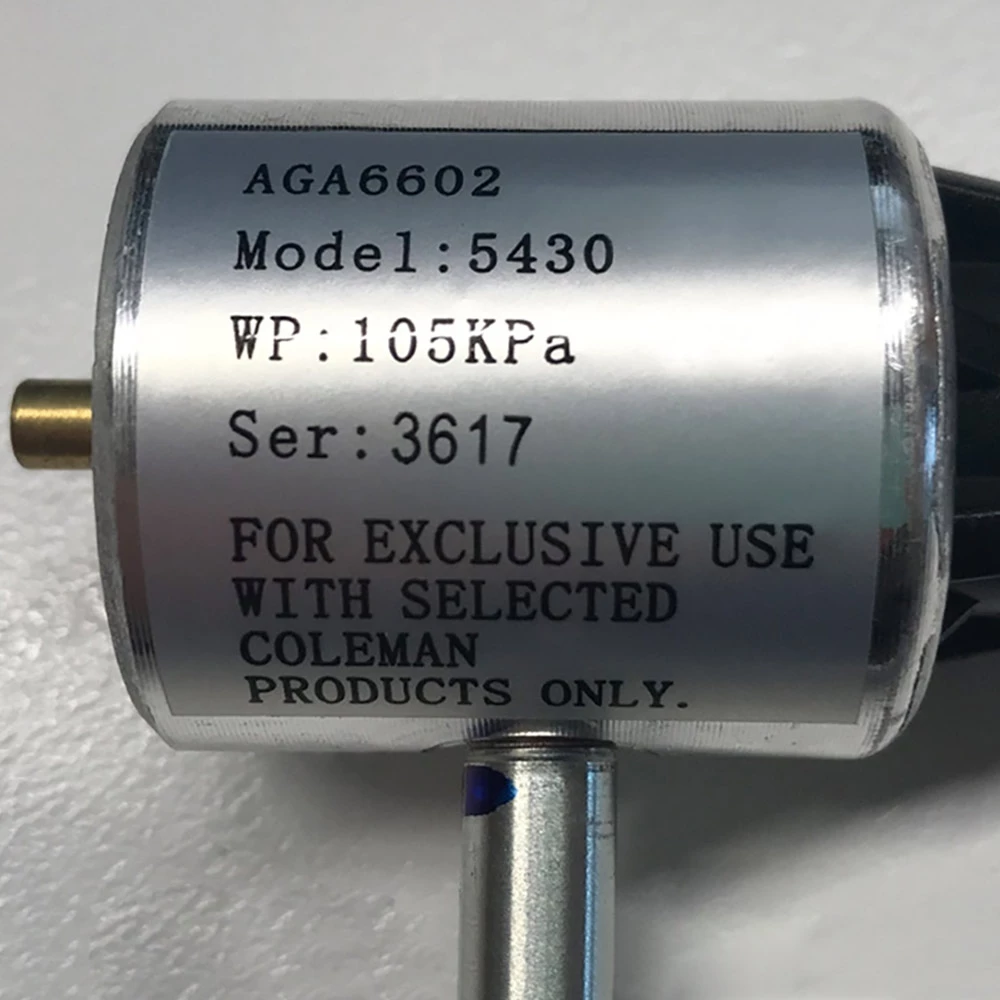 AGA6602
Model:5430
WP:105KPa
Ser:3617
FOR EXCLUSIVE USE
WITH SELECTED
COLEMAN
PRODUCTS ONLY.